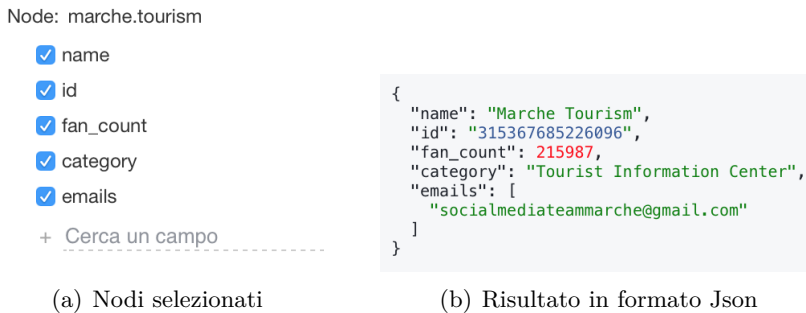 Node: marche.tourism
name
id
fan_count
category
emails
+ Cerca un campo
(a) Nodi selezionati
{
"name": "Marche Tourism",
"id": "315367685226096",
"fan_count": 215987,
"category": "Tourist Information Center",
"emails": [
"socialmediateammarche@gmail.com"
]
}
(b) Risultato in formato Json